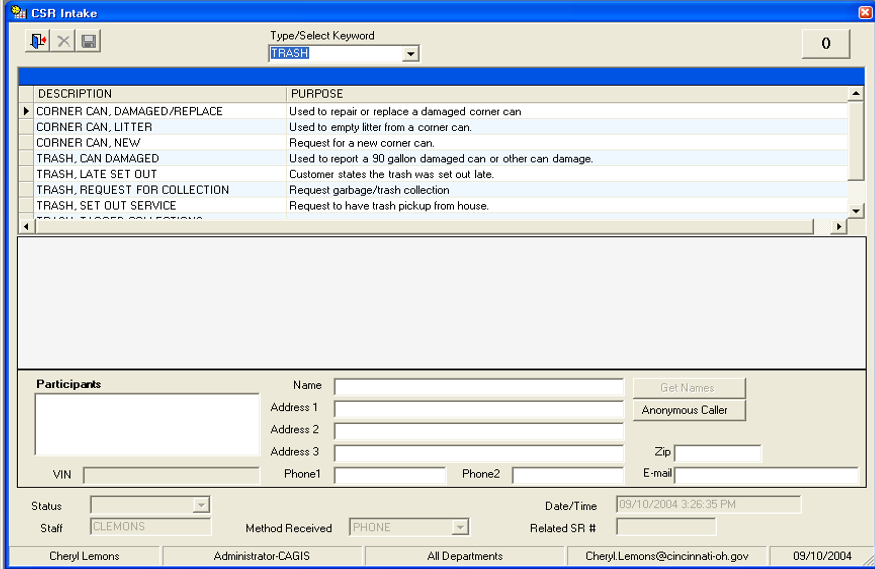 CSR Intake
Type/Select Keyword
TRASH
0
DESCRIPTION PURPOSE
CORNER CAN, DAMAGED/REPLACE Used to repair or replace a damaged corner can
CORNER CAN, LITTER Used to empty litter from a corner can.
CORNER CAN, NEW Request for a new corner can.
TRASH, CAN DAMAGED Used to report a 90 gallon damaged can or other can damage.
TRASH, LATE SET OUT Customer states the trash was set out late.
TRASH, REQUEST FOR COLLECTION Request garbage/trash collection
TRASH, SET OUT SERVICE Request to have trash pickup from house.
TRASH, TAGGED COLLECTIONS
Participants Name Get Names
Address 1 Anonymous Caller
Address 2
Address 3 Zip
VIN Phone1 Phone2 E-mail
Status Date/Time 09/10/2004 3:26:35 PM
Staff CLEMONS Method Received PHONE Related SR #
Cheryl Lemons Administrator-CAGIS All Departments Cheryl.Lemons@cincinnati-oh.gov 09/10/2004